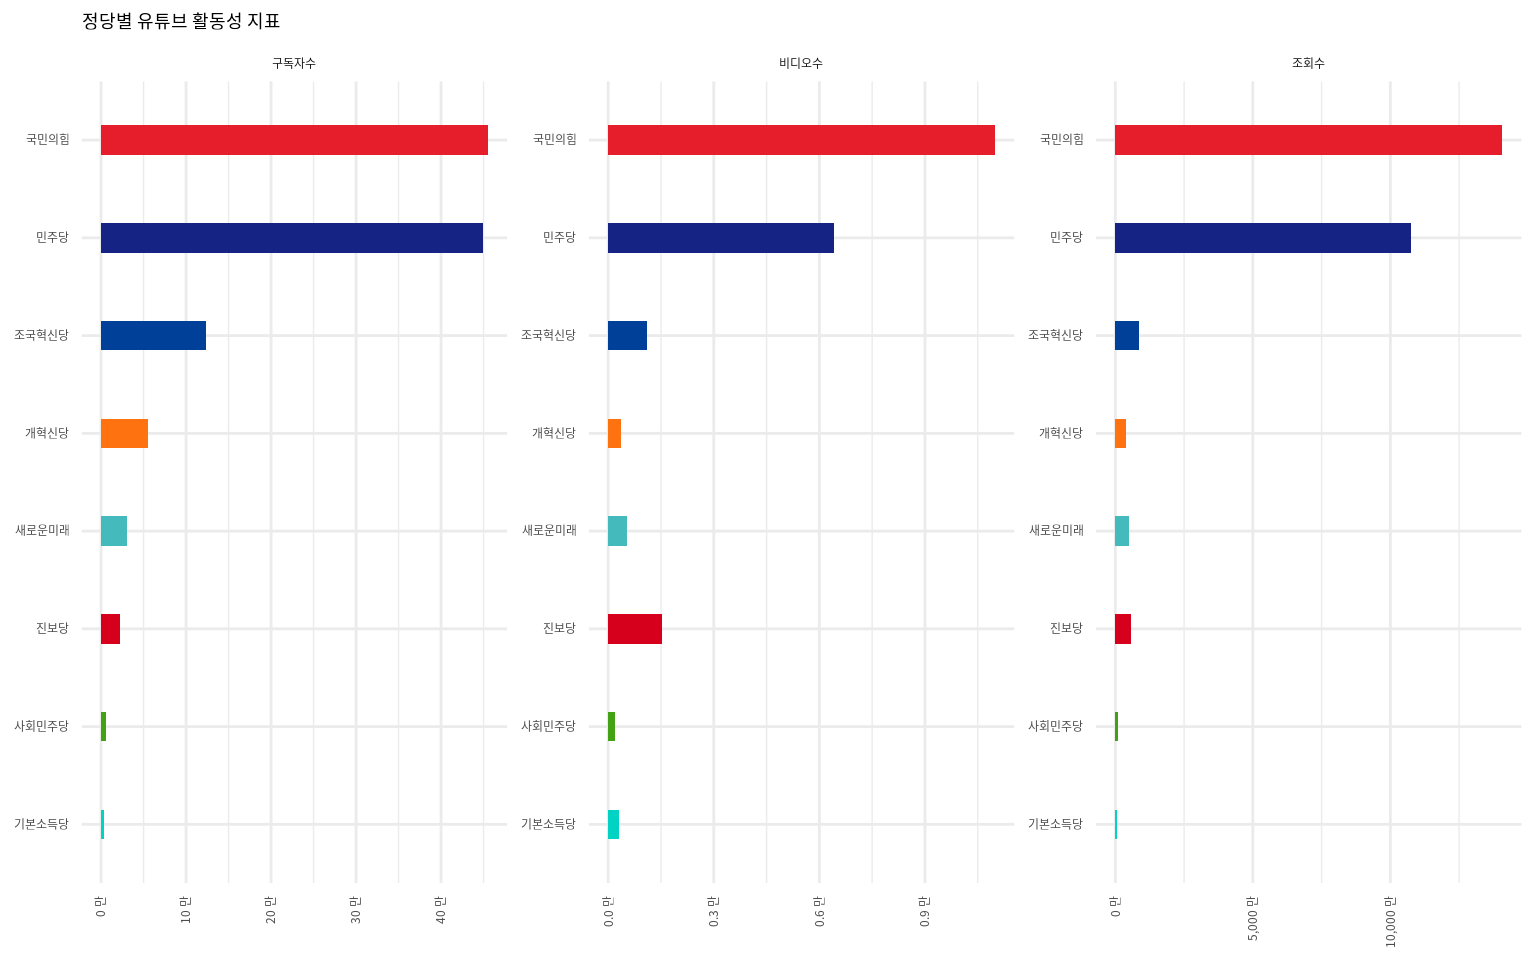 정당별 유튜브 활동성 지표
구독자수
국민의힘
민주당
조국혁신당
개혁신당
새로운미래
진보당
사회민주당
기본소득당
0 만
10 만
20 만
30 만
40 만
비디오수
국민의힘
민주당
조국혁신당
개혁신당
새로운미래
진보당
사회민주당
기본소득당
0.0 만
0.3 만
0.6 만
0.9 만
조회수
국민의힘
민주당
조국혁신당
개혁신당
새로운미래
진보당
사회민주당
기본소득당
0 만
5,000 만
10,000 만